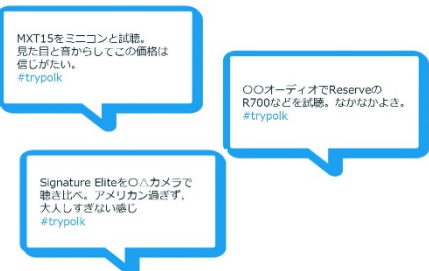 MXT15をミニコンと試聴。
見た目と音からしてこの価格は
信じがたい。
#trypolk
○○オーディオでReserveの
R700などを試聴。なかなかよき。
#trypolk
Signature Eliteを○△カメラで
聴き比べ。アメリカン過ぎず、
大人しすぎない感じ
#trypolk